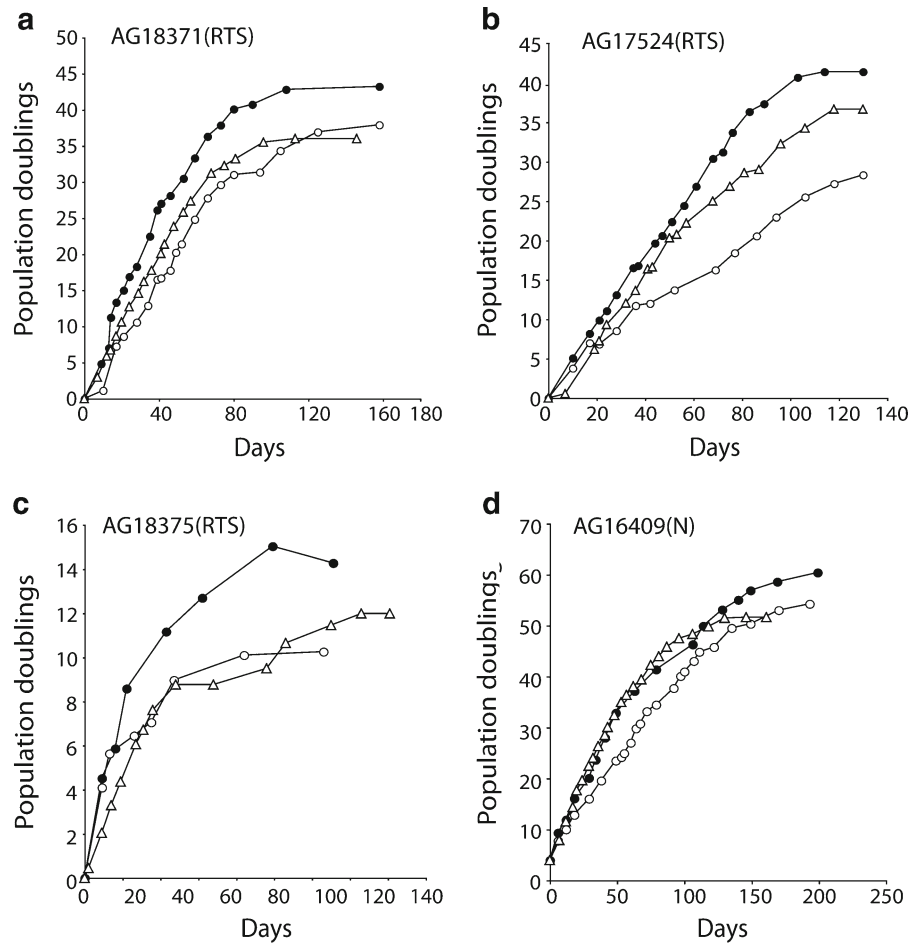 a
AG18371(RTS)
Population doublings
50
45
40
35
30
25
20
15
10
5
0
0 40 80 120 160 180
Days
b
AG17524(RTS)
Population doublings
45
40
35
30
25
20
15
10
5
0
0 20 40 60 80 100 120 140
Days
c
AG18375(RTS)
Population doublings
16
14
12
10
8
6
4
2
0
0 20 40 60 80 100 120 140
Days
d
AG16409(N)
Population doublings
70
60
50
40
30
20
10
0
0 50 100 150 200 250
Days